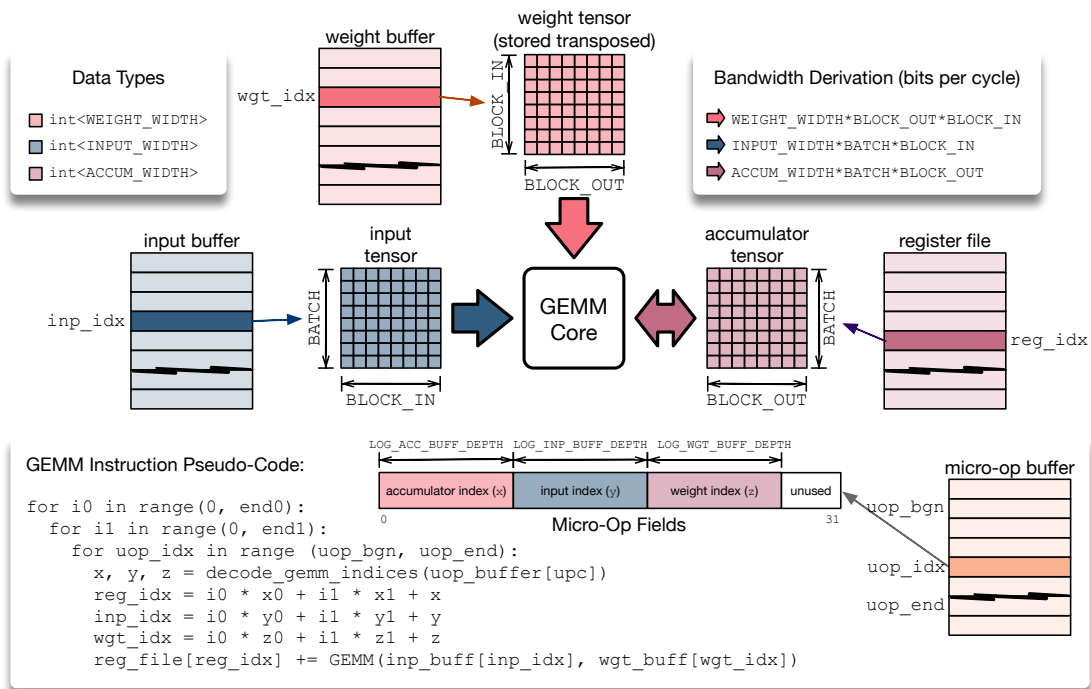 weight buffer
weight tensor
(stored transposed)
Data Types
int<WEIGHT_WIDTH>
int<INPUT_WIDTH>
int<ACCUM_WIDTH>
wgt_idx
BLOCK_IN
BLOCK_OUT
Bandwidth Derivation (bits per cycle)
WEIGHT_WIDTH*BLOCK_OUT*BLOCK_IN
INPUT_WIDTH*BATCH*BLOCK_IN
ACCUM_WIDTH*BATCH*BLOCK_OUT
input buffer
inp_idx
input
tensor
BATCH
BLOCK_IN
GEMM
Core
accumulator
tensor
BATCH
BLOCK_OUT
register file
reg_idx
GEMM Instruction Pseudo-Code:
for i0 in range(0, end0):
for i1 in range(0, end1):
for uop_idx in range (uop_bgn, uop_end):
x, y, z = decode_gemm_indices(uop_buffer[upc])
reg_idx = i0 * x0 + i1 * x1 + x
inp_idx = i0 * y0 + i1 * y1 + y
wgt_idx = i0 * z0 + i1 * z1 + z
reg_file[reg_idx] += GEMM(inp_buff[inp_idx], wgt_buff[wgt_idx])
LOG_ACC_BUFF_DEPTH LOG_INP_BUFF_DEPTH LOG_WGT_BUFF_DEPTH
accumulator index (x) input index (y) weight index (z) unused
0 31
Micro-Op Fields
micro-op buffer
uop_bgn
uop_idx
uop_end